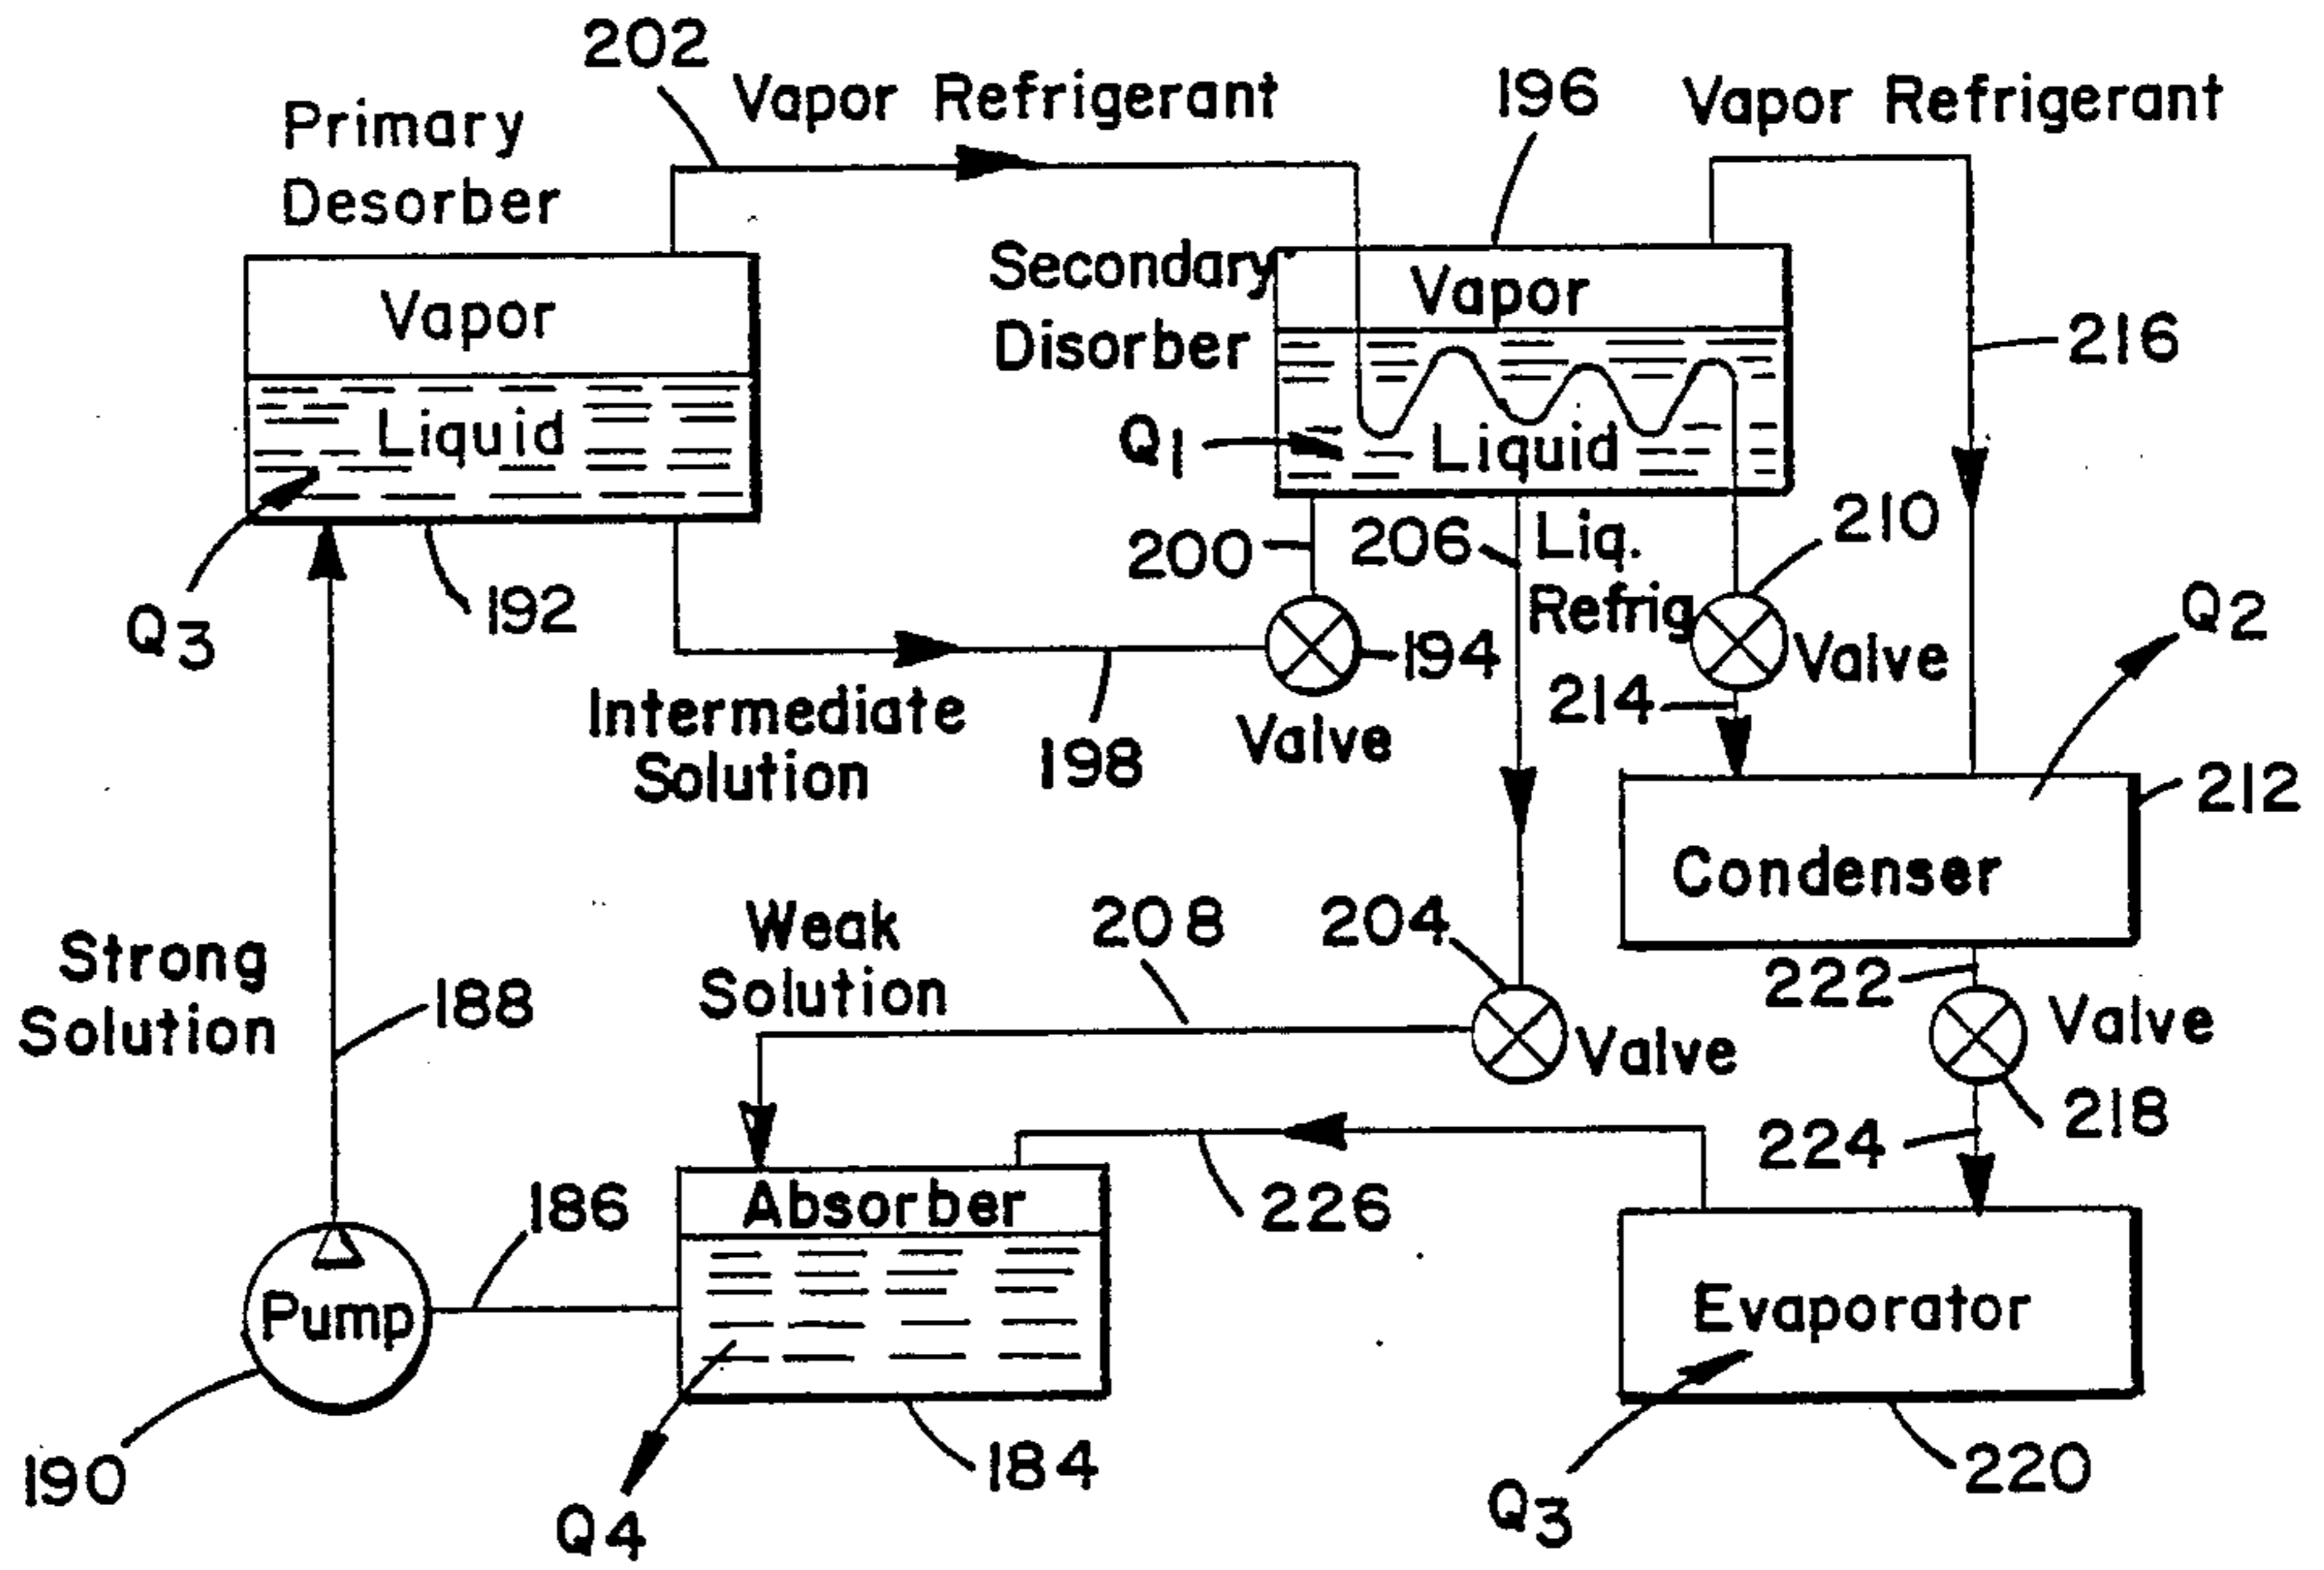 202
Vapor Refrigerant
196
Vapor Refrigerant
Primary
Desorber
Vapor
Liquid
Secondary
Disorber
Vapor
Liquid
Q1
216
Q3
192
200
206
Liq.
Refrig
210
Valve
Q2
194
Valve
214
Intermediate
Solution
198
212
Condenser
Strong
Solution
188
Weak
Solution
208
204
Valve
222
Valve
218
224
186
Absorber
226
Pump
Evaporator
190
Q4
184
Q3
220